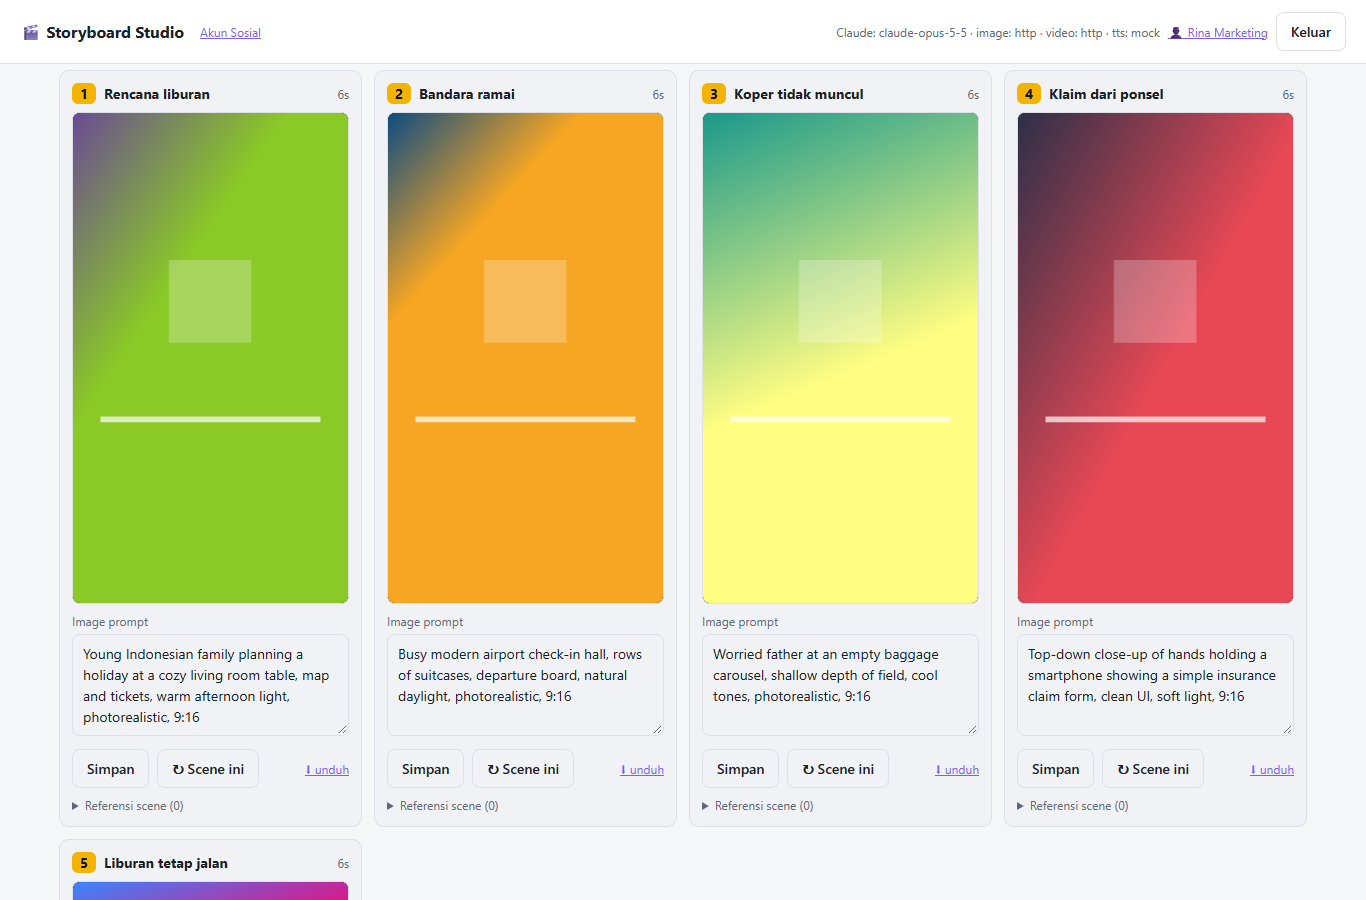 🎬 Storyboard Studio Akun Sosial Claude: claude-opus-5-5 · image: http · video: http · tts: mock 👤 Rina Marketing Keluar
1 Rencana liburan 6s
Image prompt
Young Indonesian family planning a
holiday at a cozy living room table, map
and tickets, warm afternoon light,
photorealistic, 9:16
Simpan ↻ Scene ini ⬇ unduh
▶ Referensi scene (0)
2 Bandara ramai 6s
Image prompt
Busy modern airport check-in hall, rows
of suitcases, departure board, natural
daylight, photorealistic, 9:16
Simpan ↻ Scene ini ⬇ unduh
▶ Referensi scene (0)
3 Koper tidak muncul 6s
Image prompt
Worried father at an empty baggage
carousel, shallow depth of field, cool
tones, photorealistic, 9:16
Simpan ↻ Scene ini ⬇ unduh
▶ Referensi scene (0)
4 Klaim dari ponsel 6s
Image prompt
Top-down close-up of hands holding a
smartphone showing a simple insurance
claim form, clean UI, soft light, 9:16
Simpan ↻ Scene ini ⬇ unduh
▶ Referensi scene (0)
5 Liburan tetap jalan 6s